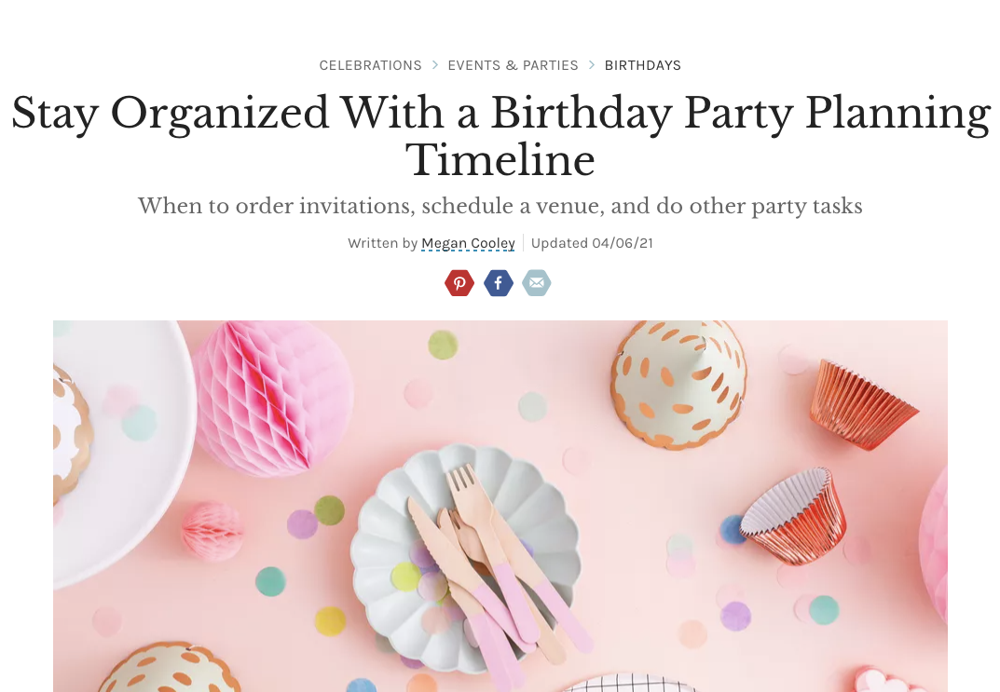 CELEBRATIONS > EVENTS & PARTIES > BIRTHDAYS
Stay Organized With a Birthday Party Planning
Timeline
When to order invitations, schedule a venue, and do other party tasks
Written by Megan Cooley | Updated 04/06/21